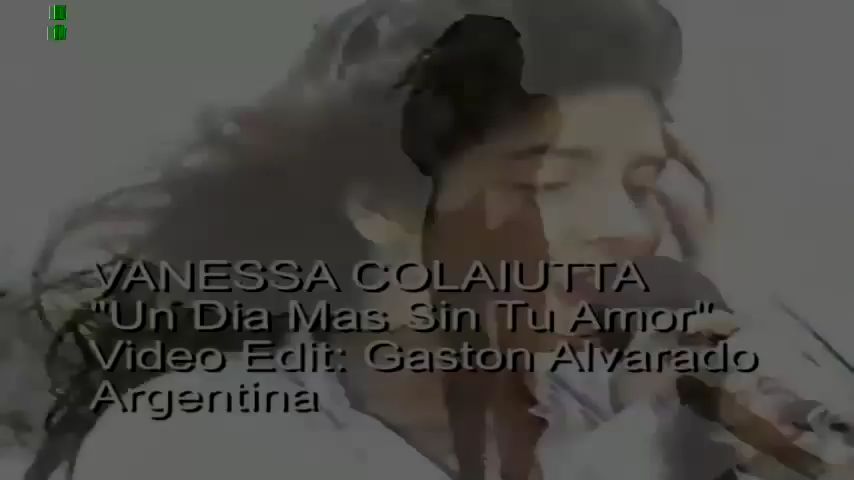 VANESSA COLAIUTTA
"Un Dia Mas Sin Tu Amor"
Video Edit: Gaston Alvarado
Argentina